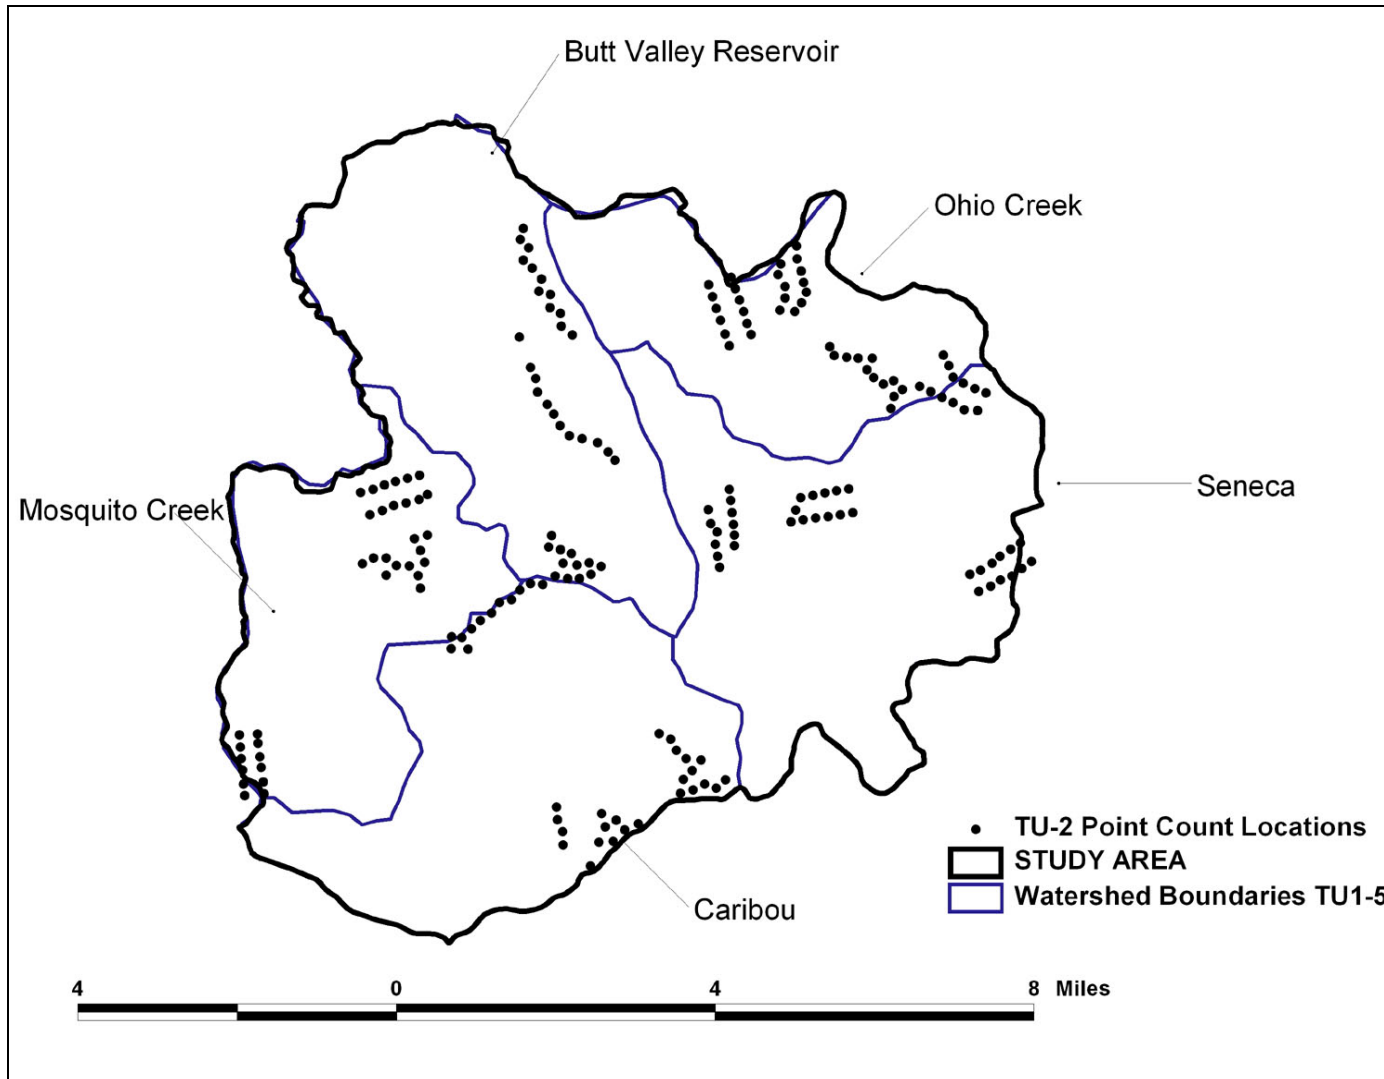 Butt Valley Reservoir
Ohio Creek
Seneca
Mosquito Creek
TU-2 Point Count Locations
STUDY AREA
Watershed Boundaries TU1-5
Caribou
4 0 4 8 Miles